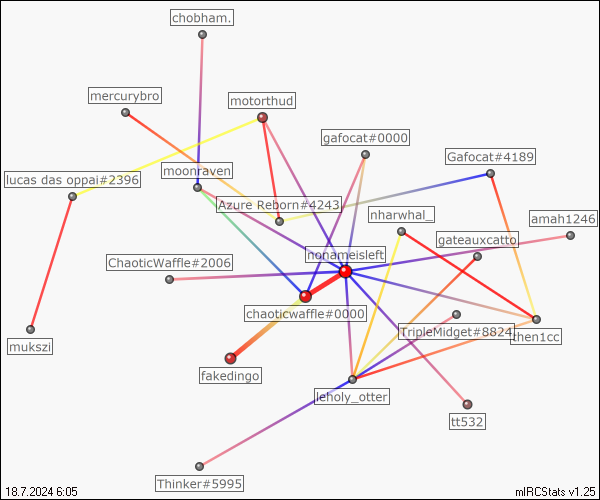 chobham.
mercurybro
motorthud
gafocat#0000
Gafocat#4189
moonraven
lucas das oppai#2396
Azure Reborn#4243
nharwhal_
amah1246
gateauxcatto
nonameisleft
ChaoticWaffle#2006
chaoticwaffle#0000
TripleMidget#8824
then1cc
mukszi
fakedingo
leholy_otter
tt532
Thinker#5995
18.7.2024 6:05
mIRCStats v1.25